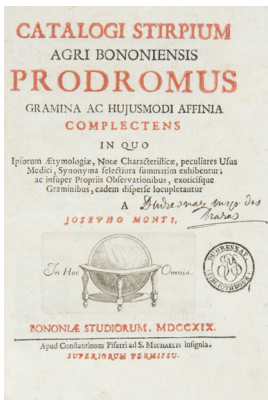 CATALOGI STIRPIUM
AGRI BONONIENSIS
PRODROMUS
GRAMINA AC HUJUSMODI AFFINIA
COMPLECTENS
IN QUO
Ipsorum Ætymologiæ, Notæ Characteristicæ, peculiares Usus
Medici, Synonyma selectiora summatim exhibentur;
ac insuper Propriis Observationibus, exoticisque
Graminibus, eadem disperse locupletantur
A
JOSEPHO MONTI.
In Hoc Omnia.
BONONIÆ STUDIORUM. MDCCXIX.
Apud Constantinum Pisarri ad S. MICHAELIS insignia.
SUPERIORUM PERMISSU.